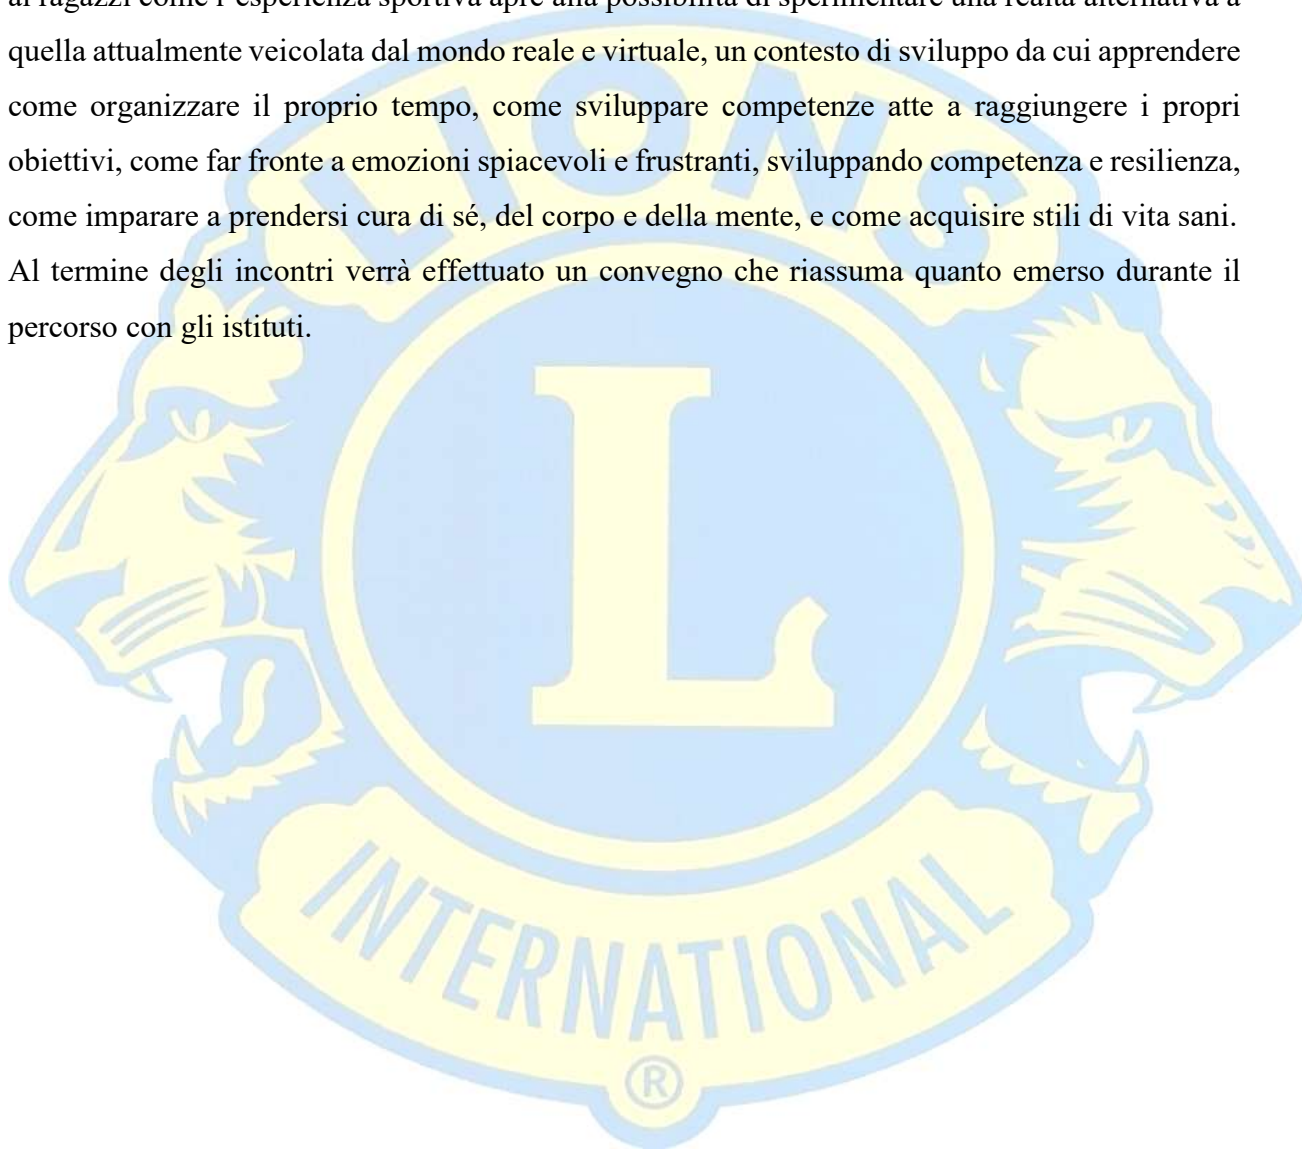 ai ragazzi come l'esperienza sportiva apre alla possibilità di sperimentare una realtà alternativa a
quella attualmente veicolata dal mondo reale e virtuale, un contesto di sviluppo da cui apprendere
come organizzare il proprio tempo, come sviluppare competenze atte a raggiungere i propri
obiettivi, come far fronte a emozioni spiacevoli e frustranti, sviluppando competenza e resilienza,
come imparare a prendersi cura di sé, del corpo e della mente, e come acquisire stili di vita sani.
Al termine degli incontri verrà effettuato un convegno che riassuma quanto emerso durante il
percorso con gli istituti.
LIONS
L
INTERNATIONAL
®